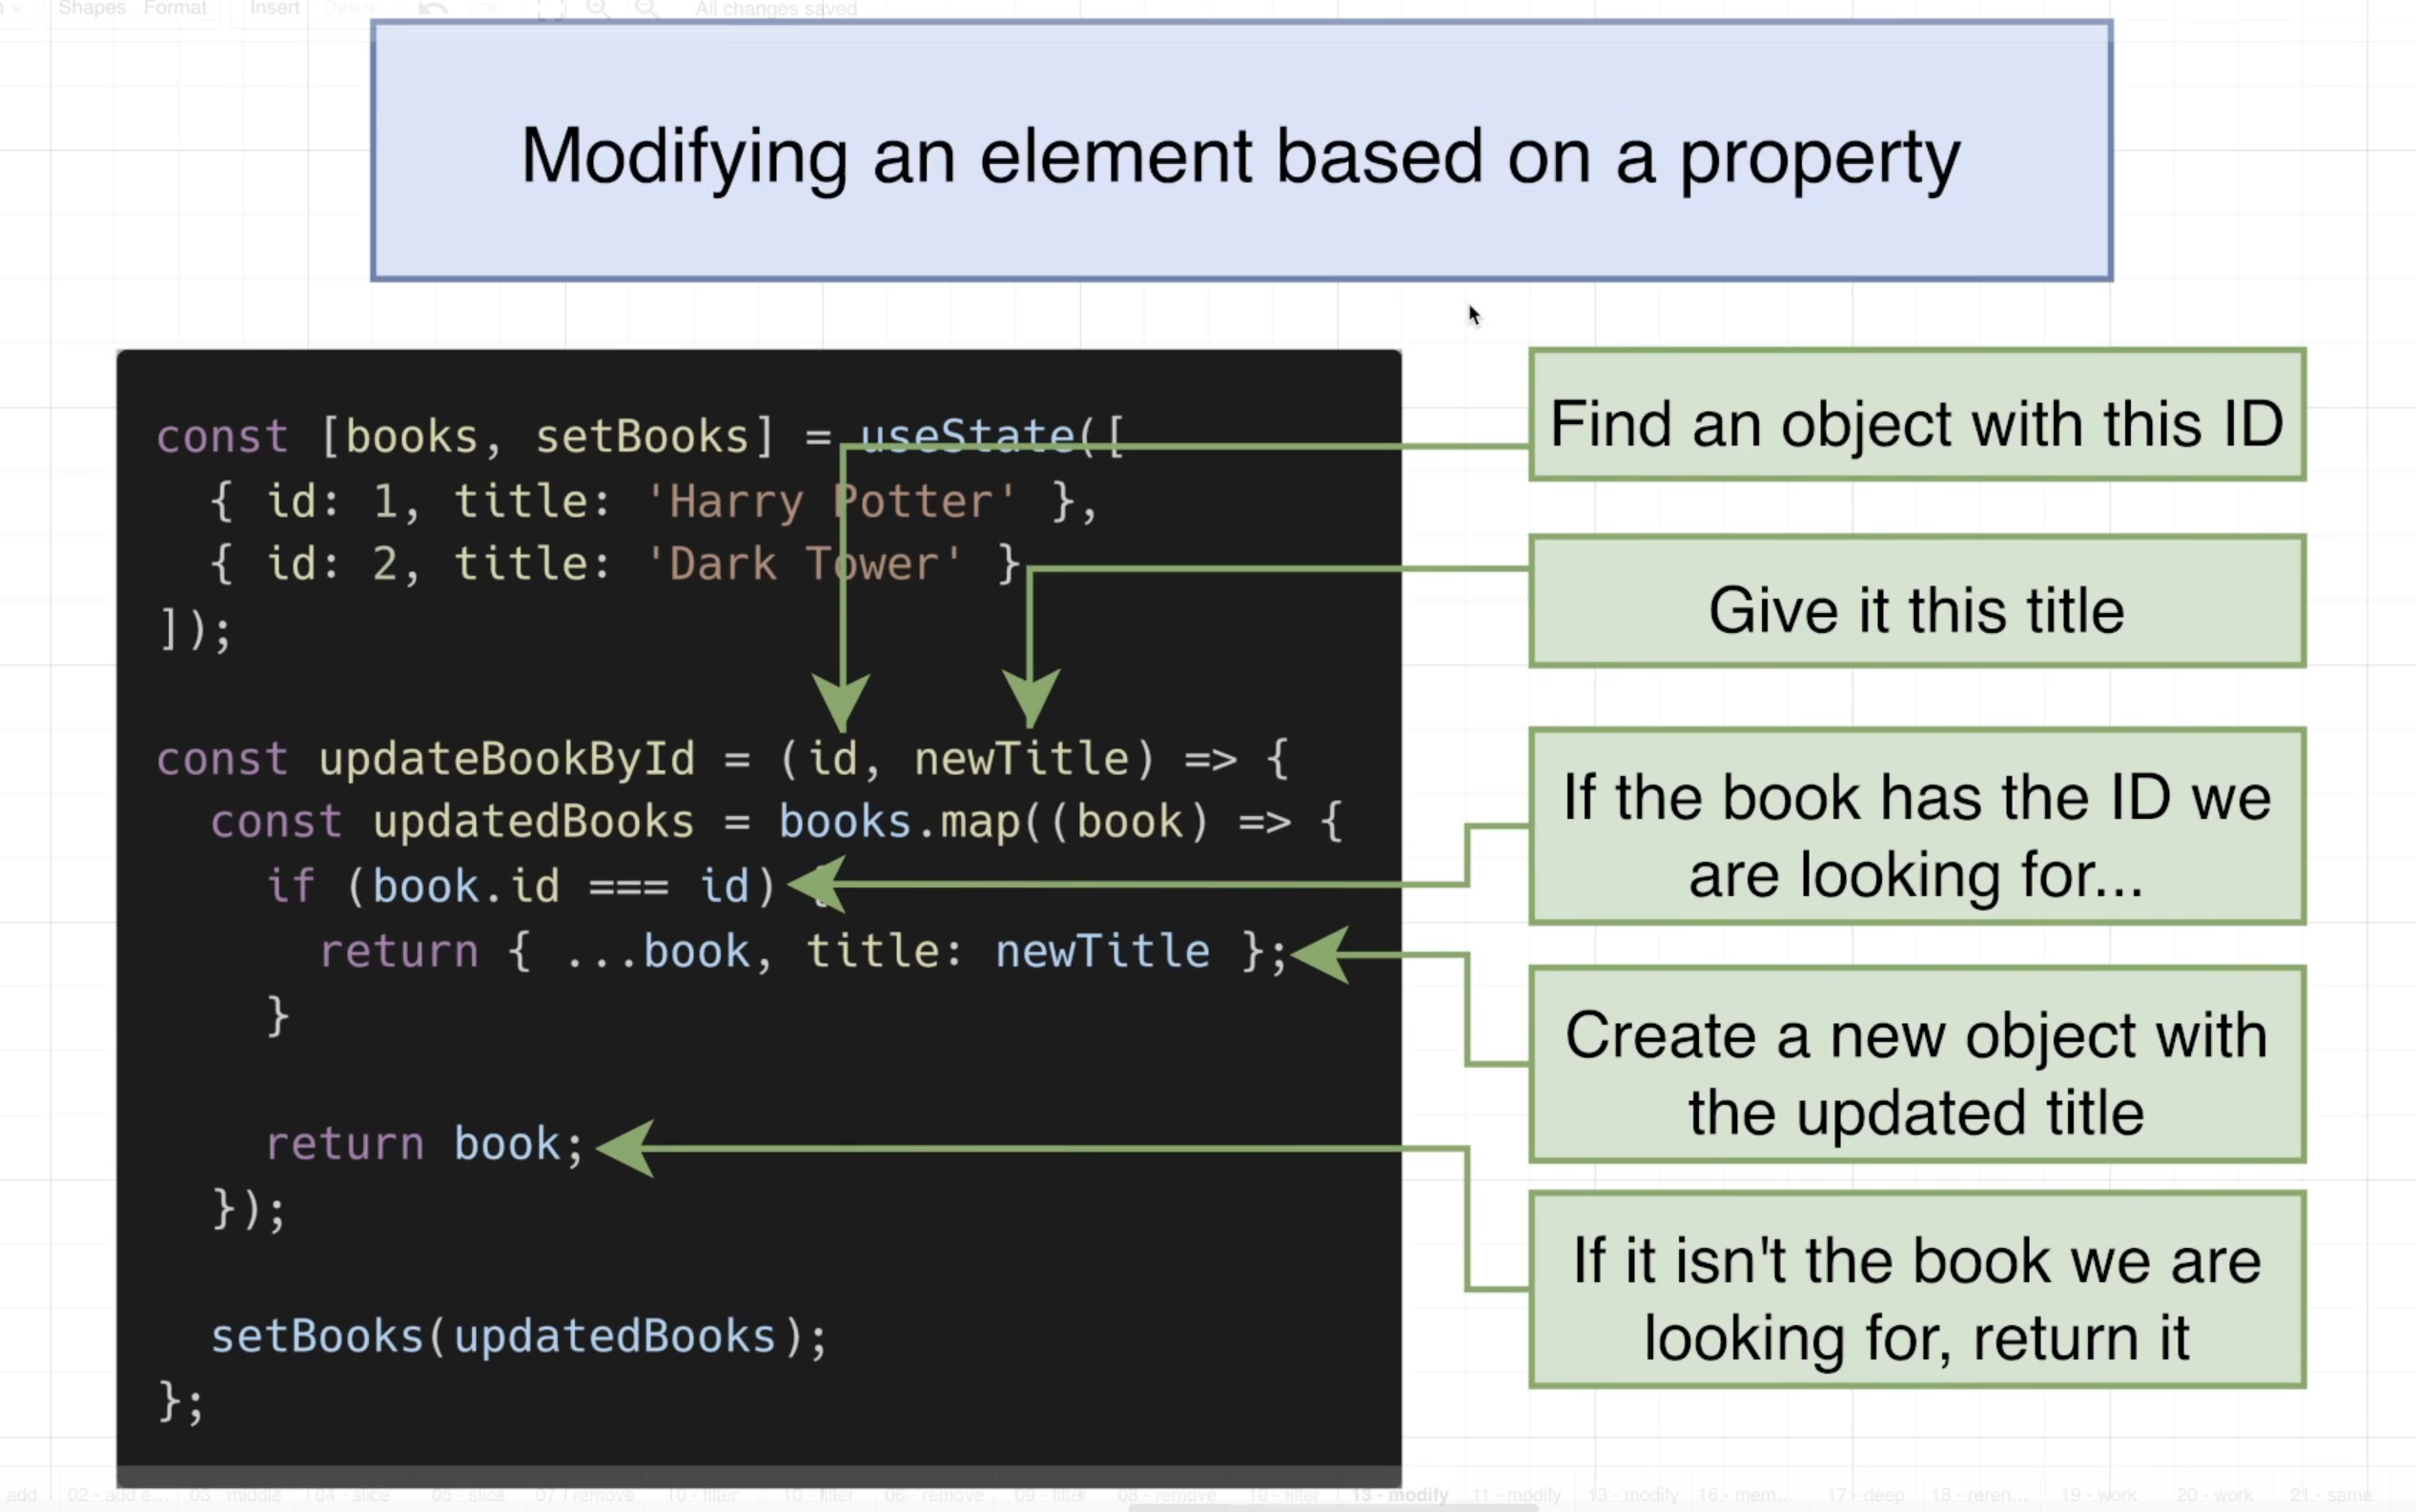 Shapes Format Insert Delete All changes saved
Modifying an element based on a property
const [books, setBooks] = useState([
{ id: 1, title: 'Harry Potter' },
{ id: 2, title: 'Dark Tower' }
]);
const updateBookById = (id, newTitle) => {
const updatedBooks = books.map((book) => {
if (book.id === id) {
return { ...book, title: newTitle };
}
return book;
});
setBooks(updatedBooks);
};
Find an object with this ID
Give it this title
If the book has the ID we
are looking for...
Create a new object with
the updated title
If it isn't the book we are
looking for, return it
add 02 - add e... 03 - middle 04 - slice 05 - slice 07 - remove 10 - filter 10 - filter 06 - remove 09 - filter 08 - remove 10 - filter 13 - modify 11 - modify 13 - modify 16 - mem... 17 - deep 18 - reren... 19 - work 20 - work 21 - same